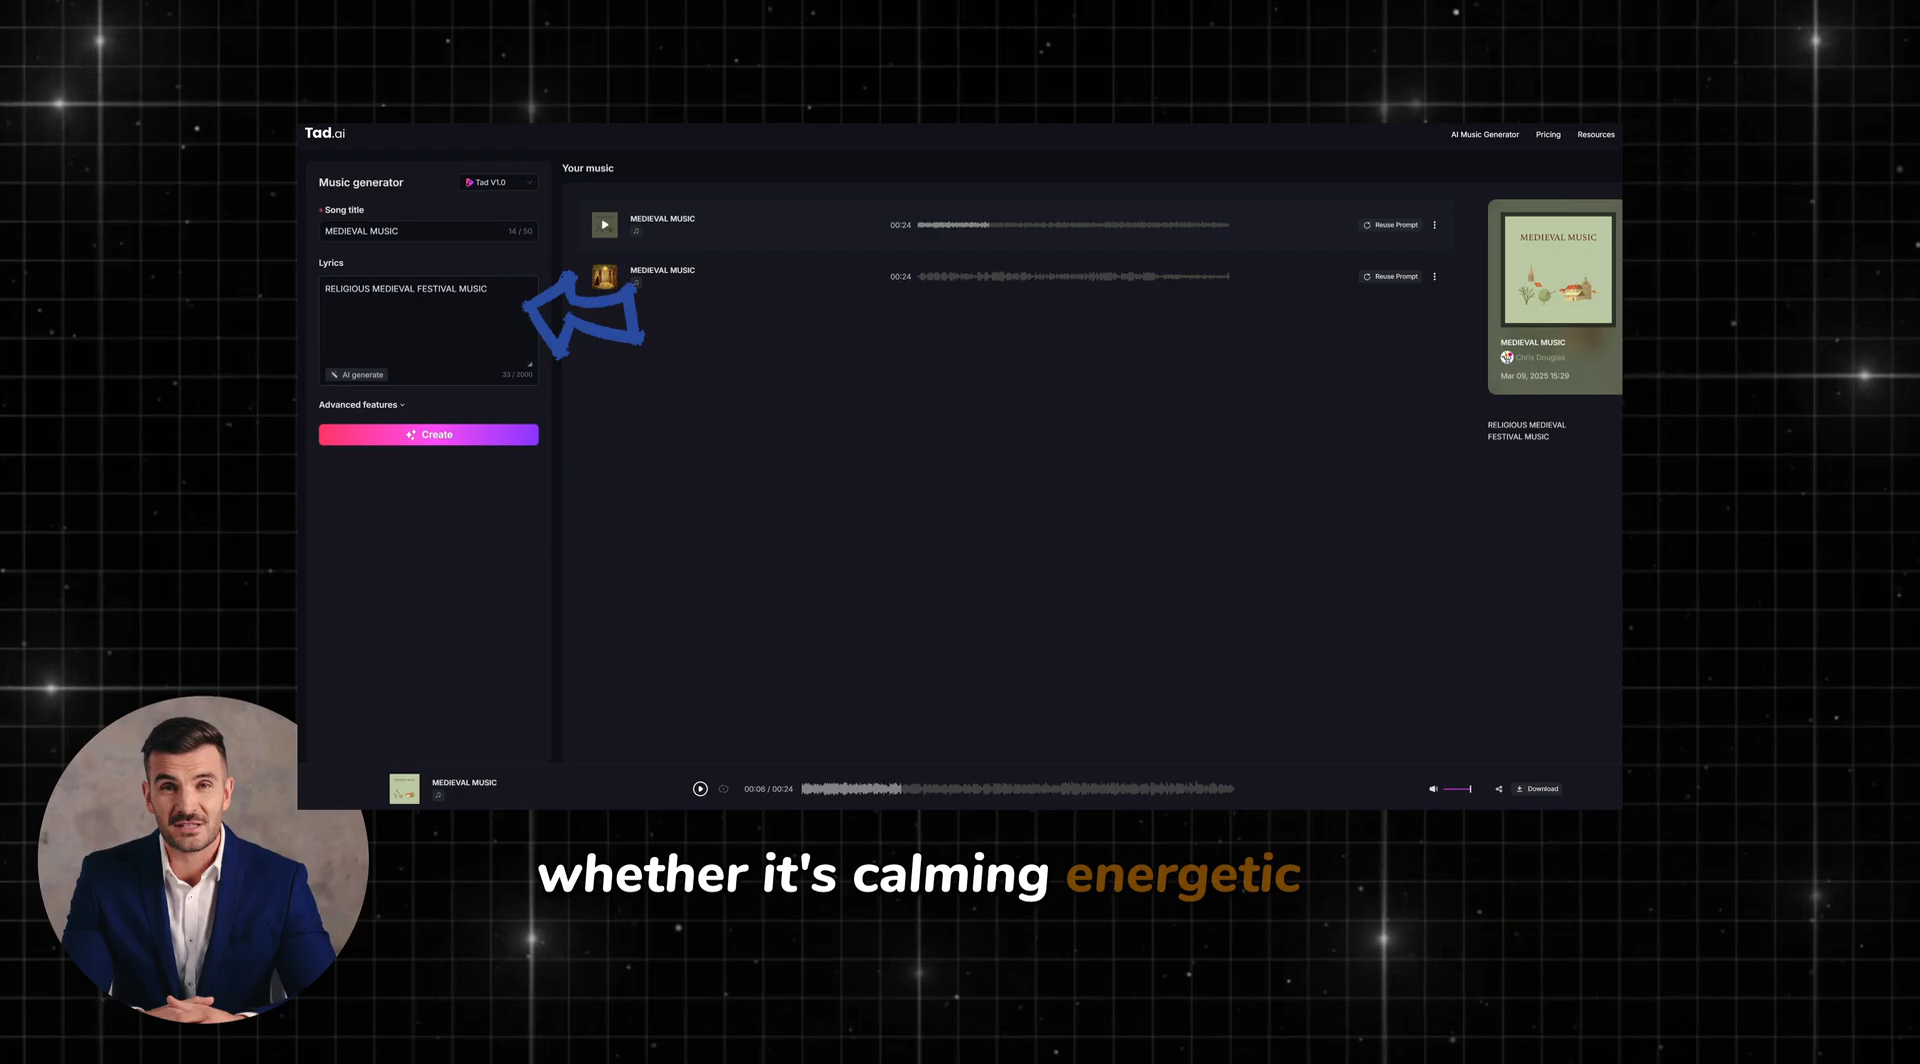 Tad.ai
AI Music Generator
Pricing
Resources
Music generator
Tad V1.0
* Song title
MEDIEVAL MUSIC
14 / 50
Lyrics
RELIGIOUS MEDIEVAL FESTIVAL MUSIC
AI generate
33 / 2000
Advanced features
Create
Your music
MEDIEVAL MUSIC
00:24
Reuse Prompt
MEDIEVAL MUSIC
00:24
Reuse Prompt
MEDIEVAL MUSIC
MEDIEVAL MUSIC
Chris Douglas
Mar 09, 2025 15:29
RELIGIOUS MEDIEVAL
FESTIVAL MUSIC
MEDIEVAL MUSIC
00:06 / 00:24
Download
whether it's calming energetic